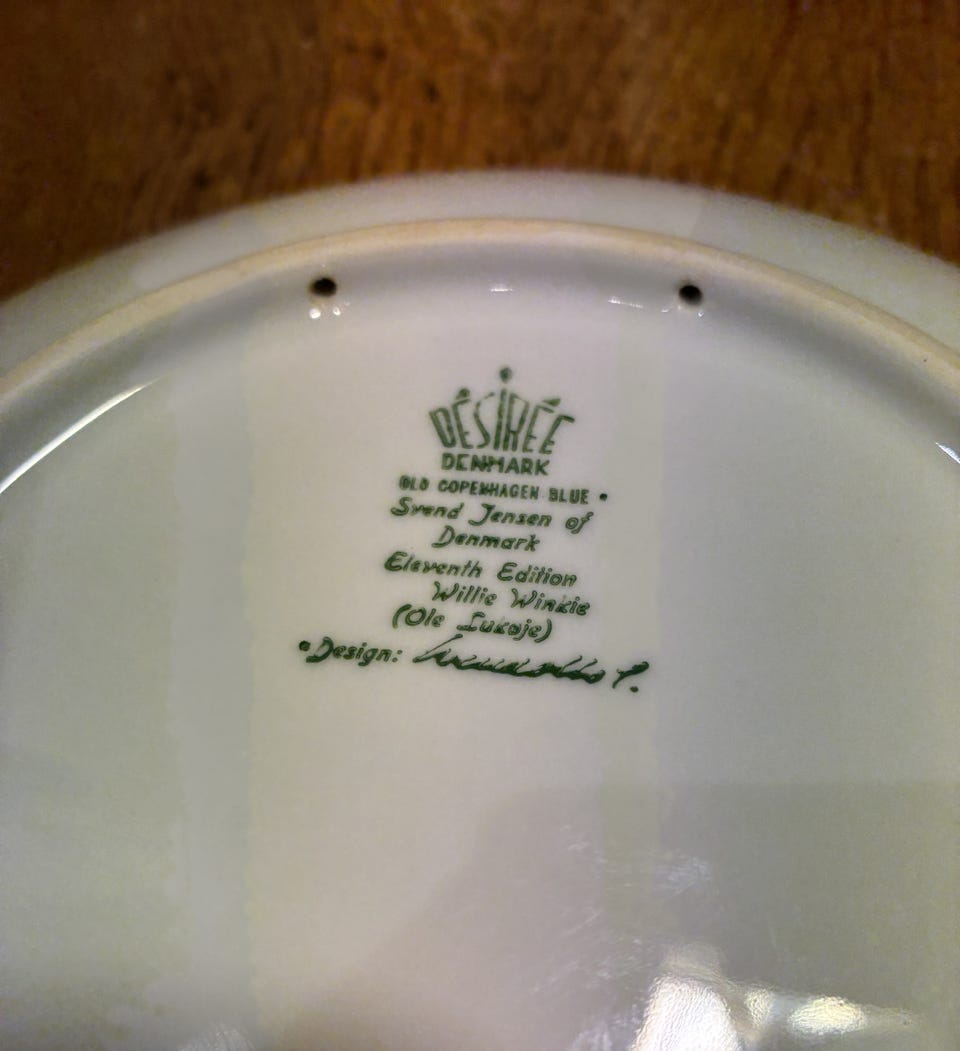 DÉSIRÉE
DENMARK
OLD COPENHAGEN BLUE
Svend Jensen of
Denmark
Eleventh Edition
Willie Winkie
(Ole Lukøje)
Design: